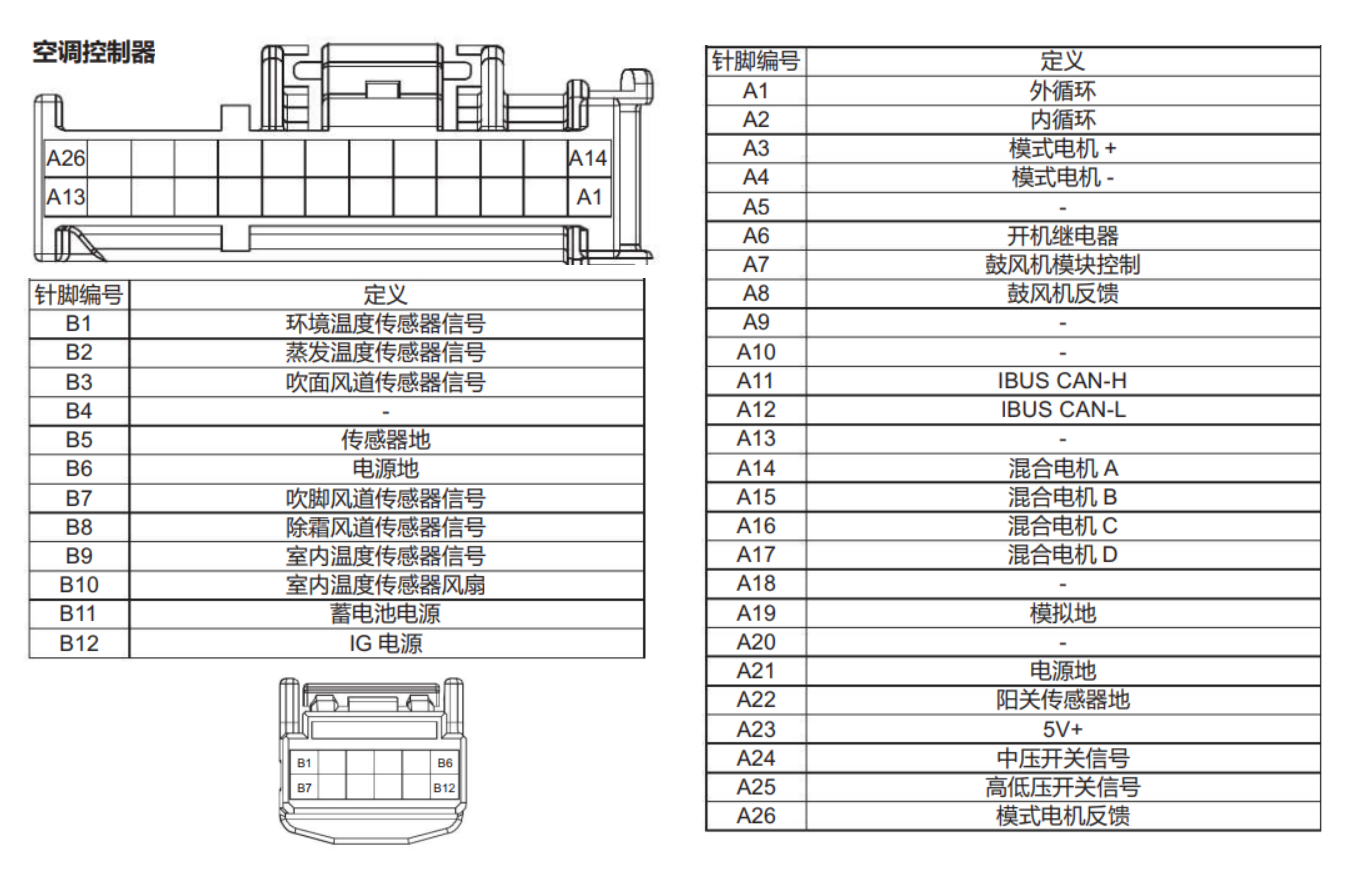 空调控制器
A26 A14
A13 A1
针脚编号 定义
B1 环境温度传感器信号
B2 蒸发温度传感器信号
B3 吹面风道传感器信号
B4 -
B5 传感器地
B6 电源地
B7 吹脚风道传感器信号
B8 除霜风道传感器信号
B9 室内温度传感器信号
B10 室内温度传感器风扇
B11 蓄电池电源
B12 IG 电源
B1 B6
B7 B12
针脚编号 定义
A1 外循环
A2 内循环
A3 模式电机 +
A4 模式电机 -
A5 -
A6 开机继电器
A7 鼓风机模块控制
A8 鼓风机反馈
A9 -
A10 -
A11 IBUS CAN-H
A12 IBUS CAN-L
A13 -
A14 混合电机 A
A15 混合电机 B
A16 混合电机 C
A17 混合电机 D
A18 -
A19 模拟地
A20 -
A21 电源地
A22 阳关传感器地
A23 5V+
A24 中压开关信号
A25 高低压开关信号
A26 模式电机反馈